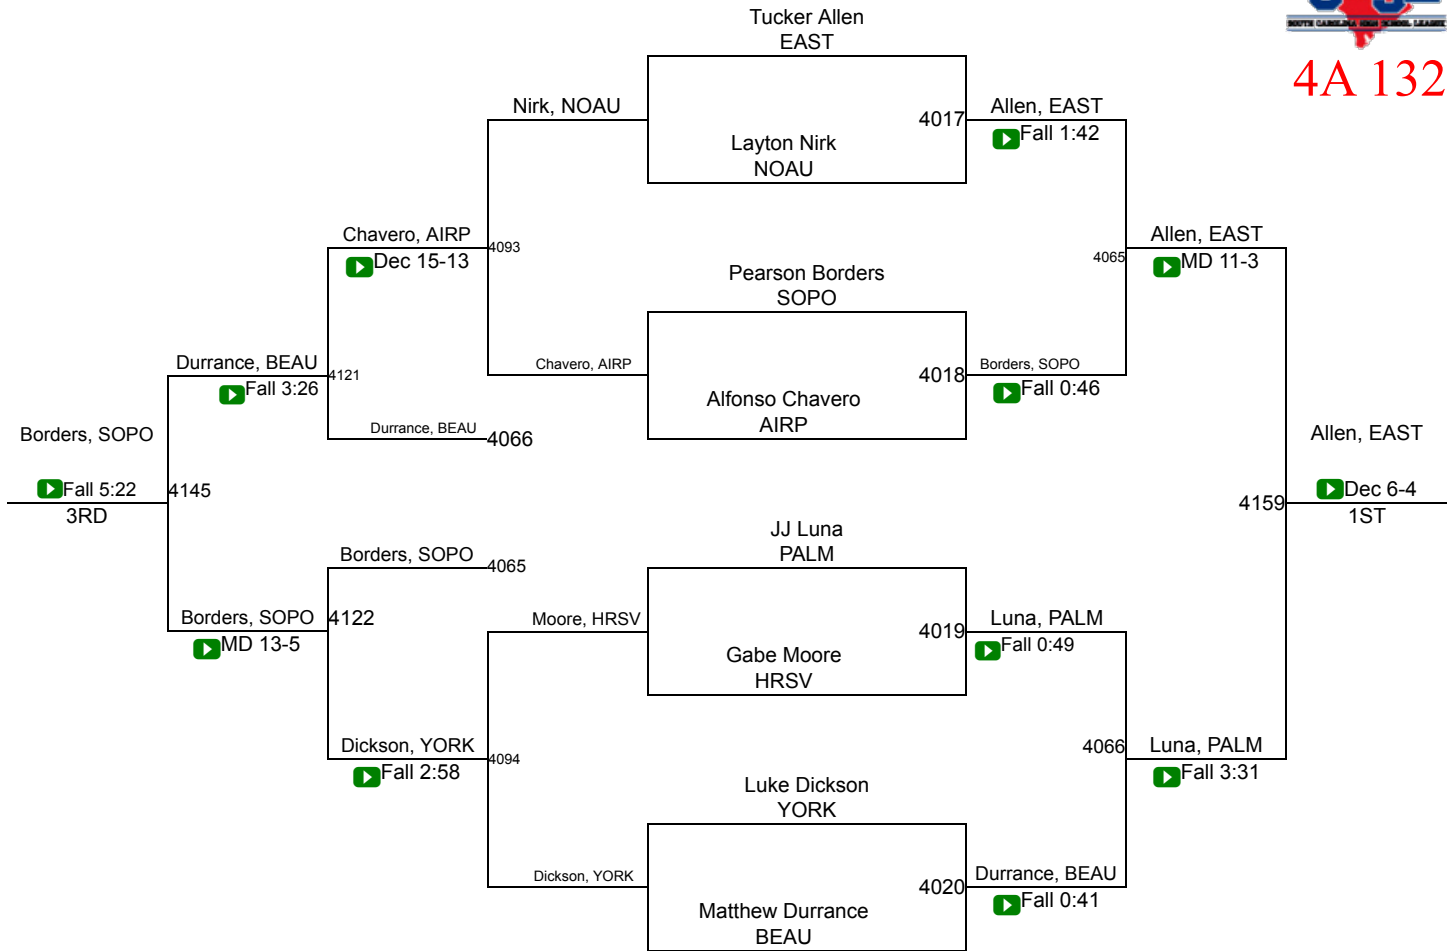 Tucker Allen
EAST
SOUTH CAROLINA HIGH SCHOOL LEAGUE
4A 132
Nirk, NOAU
4017
Allen, EAST
Fall 1:42
Layton Nirk
NOAU
Chavero, AIRP
Dec 15-13
4093
Pearson Borders
SOPO
4065
Allen, EAST
MD 11-3
Durrance, BEAU
Fall 3:26
4121
Chavero, AIRP
4018
Borders, SOPO
Fall 0:46
Alfonso Chavero
AIRP
Durrance, BEAU
4066
Borders, SOPO
Fall 5:22
3RD
4145
Allen, EAST
4159
Dec 6-4
1ST
JJ Luna
PALM
Borders, SOPO
4065
Borders, SOPO
MD 13-5
4122
Moore, HRSV
4019
Luna, PALM
Fall 0:49
Gabe Moore
HRSV
Dickson, YORK
Fall 2:58
4094
4066
Luna, PALM
Fall 3:31
Luke Dickson
YORK
Dickson, YORK
4020
Durrance, BEAU
Fall 0:41
Matthew Durrance
BEAU